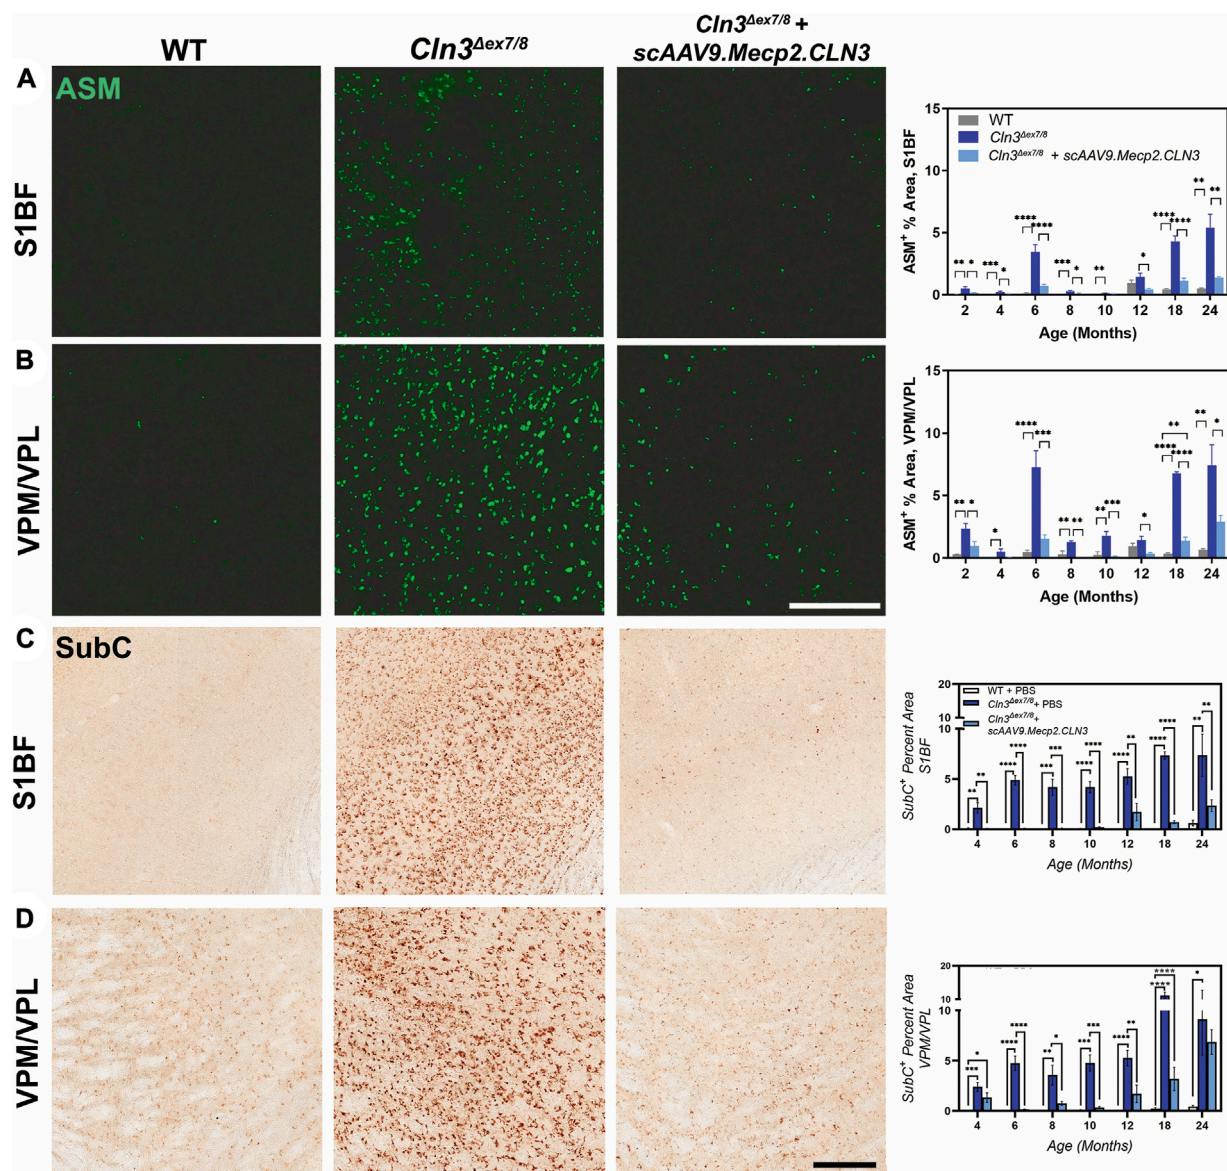 WT
Cln3Δex7/8
Cln3Δex7/8 +
scAAV9.Mecp2.CLN3
A
ASM
S1BF
ASM+ % Area, S1BF
15
10
5
0
WT
Cln3Δex7/8
Cln3Δex7/8 + scAAV9.Mecp2.CLN3
** * *** * **** **** *** * ** * **** **** ** **
2 4 6 8 10 12 18 24
Age (Months)
B
VPM/VPL
ASM+ % Area, VPM/VPL
15
10
5
0
** * * **** *** ** ** ** *** * ** **** **** ** *
2 4 6 8 10 12 18 24
Age (Months)
C
SubC
S1BF
SubC+ Percent Area
S1BF
20
10
5
0
WT + PBS
Cln3Δex7/8+ PBS
Cln3Δex7/8+
scAAV9.Mecp2.CLN3
** ** **** **** *** *** **** **** **** ** **** **** ** **
4 6 8 10 12 18 24
Age (Months)
D
VPM/VPL
SubC+ Percent Area
VPM/VPL
20
10
5
0
*** * **** **** ** * *** *** **** ** **** **** *
4 6 8 10 12 18 24
Age (Months)